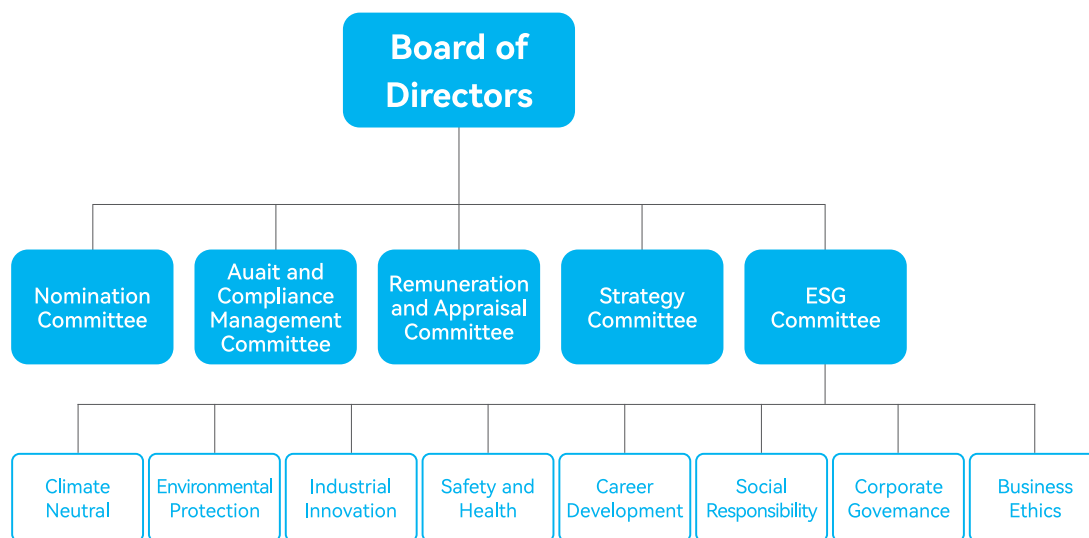 Board of
Directors
Nomination
Committee
Auait and
Compliance
Management
Committee
Remuneration
and Appraisal
Committee
Strategy
Committee
ESG
Committee
Climate
Neutral
Environmental
Protection
Industrial
Innovation
Safety and
Health
Career
Development
Social
Responsibility
Corporate
Govemance
Business
Ethics